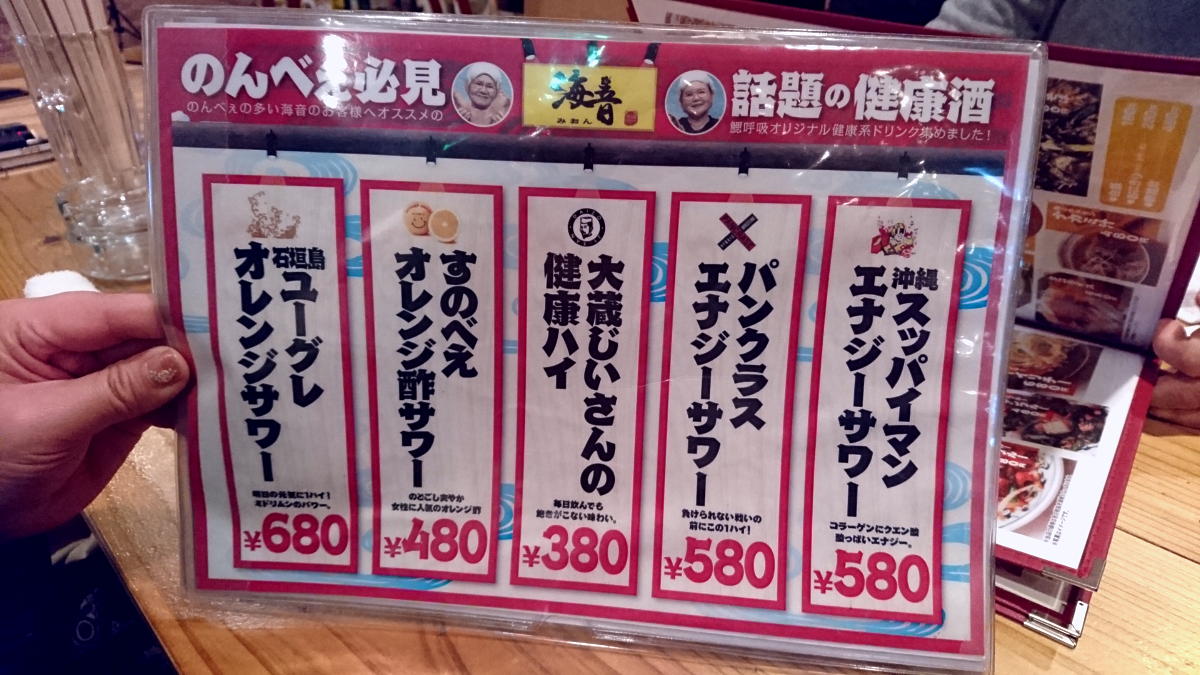 のんべぇ必見
のんべぇの多い海音のお客様へオススメの
海音
みおん
話題の健康酒
鰓呼吸オリジナル健康系ドリンク集めました!
沖縄スッパイマン
エナジーサワー
コラーゲンにクエン酸
酸っぱいエナジー。
¥580
パンクラス
エナジーサワー
負けられない戦いの
前にこの1ハイ!
¥580
大蔵じいさんの
健康ハイ
毎日飲んでも
飽きがこない味わい。
¥380
すのべえ
オレンジ酢サワー
のどごし爽やか
女性に人気のオレンジ酢
¥480
石垣島ユーグレ
オレンジサワー
明日の元気に1ハイ!
ミドリムシのパワー。
¥680